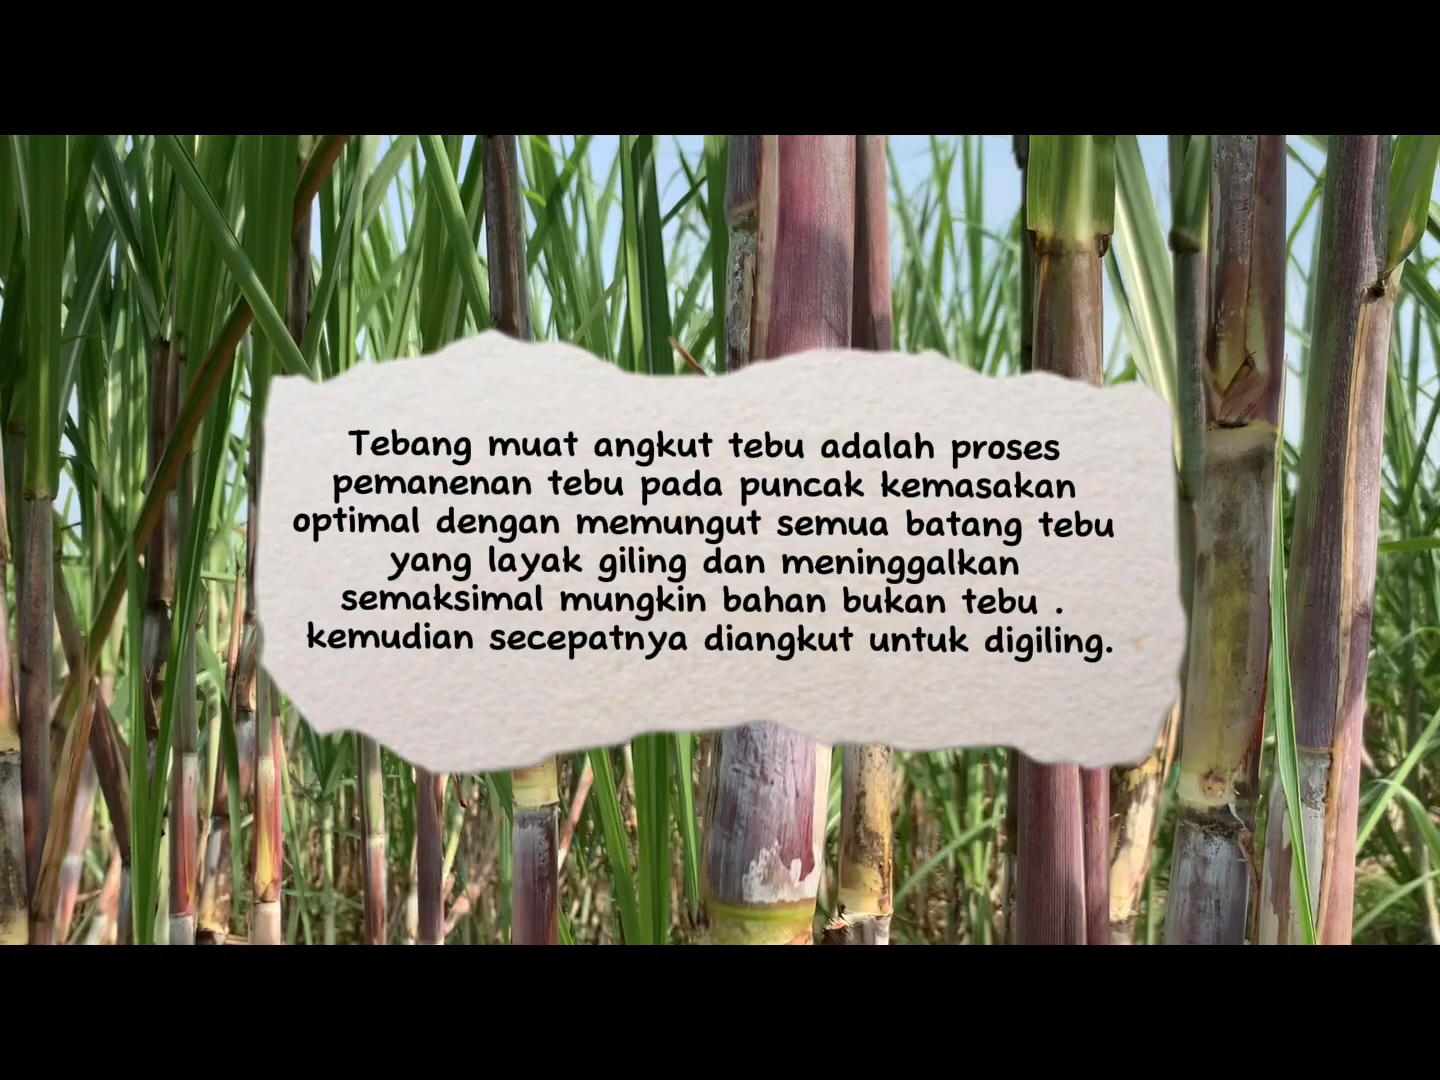 Tebang muat angkut tebu adalah proses
pemanenan tebu pada puncak kemasakan
optimal dengan memungut semua batang tebu
yang layak giling dan meninggalkan
semaksimal mungkin bahan bukan tebu .
kemudian secepatnya diangkut untuk digiling.